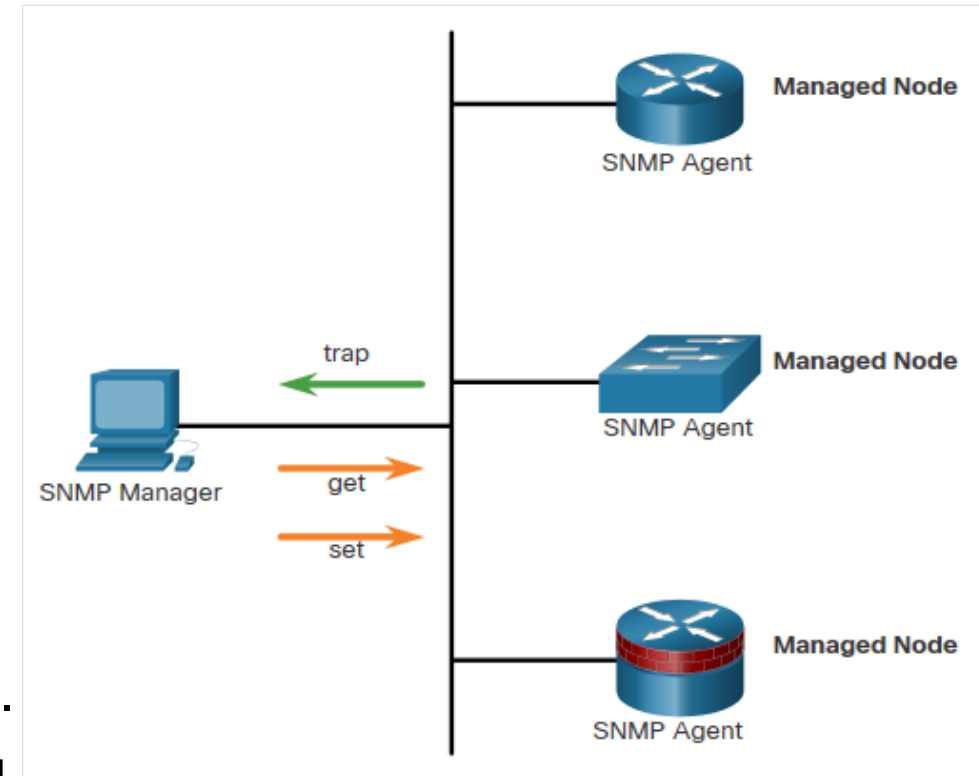 Managed Node
SNMP Agent
trap
Managed Node
SNMP Agent
get
SNMP Manager
set
Managed Node
SNMP Agent